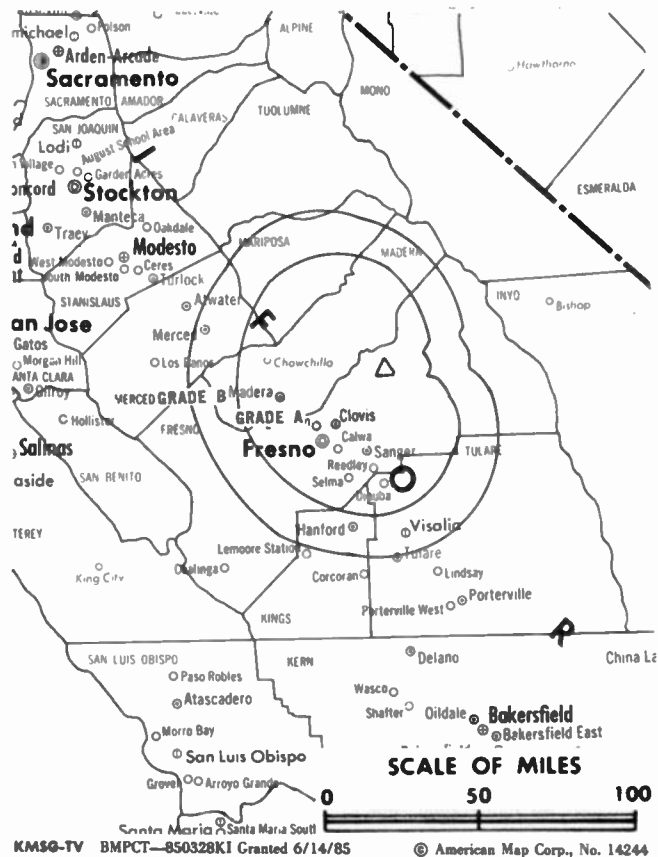 michael
Folson
ALPINE
Arden-Arcade
Sacramento
Hawthorne
MONO
SACRAMENTO
AMADOR
CALAVERAS
TUOLUMNE
SAN JOAQUIN
Lodi
August School Area
Village
Garden Acres
oncord
Stockton
ESMERALDA
Manteca
nd
Tracy
Oakdale
d
Modesto
MARIPOSA
MADERA
West Modesto
nt
South Modesto
Ceres
Turlock
INYO
STANISLAUS
Atwater
Bishop
an Jose
Merced
Gatos
Morgan Hill
Los Banos
Chowchilla
ANTA CLARA
Gilroy
MERCED
GRADE B
Madera
GRADE A
Clovis
Hollister
FRESNO
Fresno
Calwa
Salinas
Sanger
TULARE
Reedley
aside
SAN BENITO
Selma
Dinuba
TEREY
Hanford
Visalia
Lemoore Station
Tulare
King City
Coalinga
Corcoran
Lindsay
Porterville West
Porterville
KINGS
SAN LUIS OBISPO
KERN
Delano
China La
Paso Robles
Wasco
Atascadero
Shafter
Oildale
Bakersfield
Bakersfield East
Morro Bay
San Luis Obispo
SCALE OF MILES
Grover
Arroyo Grande
0 50 100
Santa Maria
Santa Maria South
KMSG-TV BMPCT—850328KI Granted 6/14/85
© American Map Corp., No. 14244